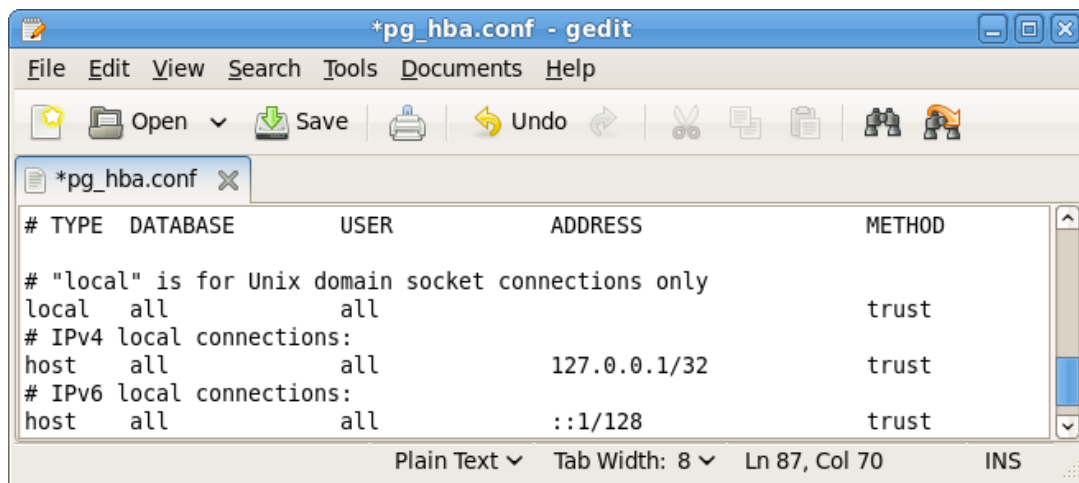 *pg_hba.conf - gedit
File Edit View Search Tools Documents Help
Open Save Undo
*pg_hba.conf
# TYPE  DATABASE        USER            ADDRESS                 METHOD
# "local" is for Unix domain socket connections only
local   all             all                                     trust
# IPv4 local connections:
host    all             all             127.0.0.1/32            trust
# IPv6 local connections:
host    all             all             ::1/128                 trust
Plain Text Tab Width: 8 Ln 87, Col 70 INS